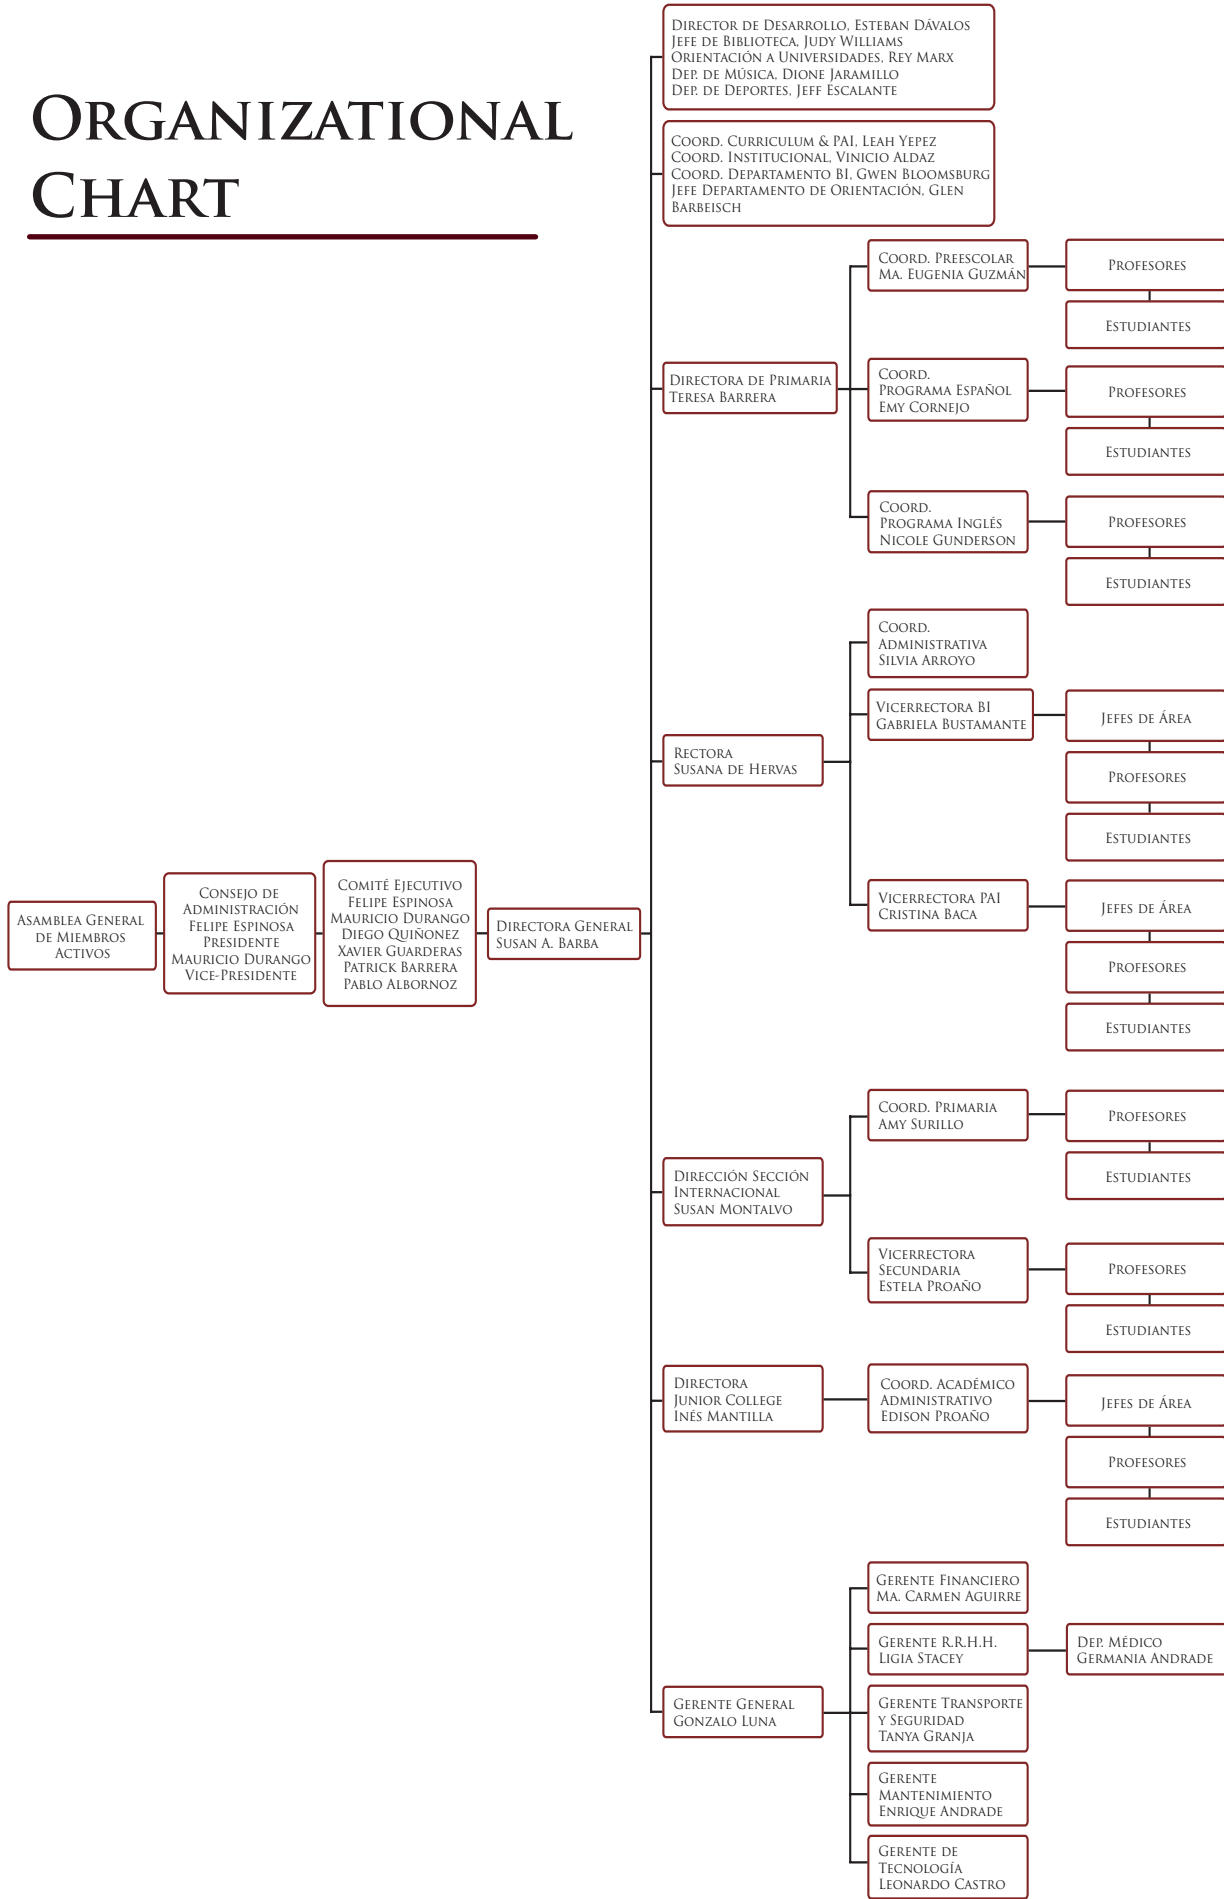 Organizational
Chart
Director de Desarrollo, Esteban Dávalos
Jefe de Biblioteca, Judy Williams
Orientación a Universidades, Rey Marx
Dep. de Música, Dione Jaramillo
Dep. de Deportes, Jeff Escalante
Coord. Curriculum & PAI, Leah Yepez
Coord. Institucional, Vinicio Aldaz
Coord. Departamento BI, Gwen Bloomsburg
Jefe Departamento de Orientación, Glen
Barbeisch
Coord. Preescolar
Ma. Eugenia Guzmán
Profesores
Estudiantes
Directora de Primaria
Teresa Barrera
Coord.
Programa Español
Emy Cornejo
Profesores
Estudiantes
Coord.
Programa Inglés
Nicole Gunderson
Profesores
Estudiantes
Coord.
Administrativa
Silvia Arroyo
Vicerrectora BI
Gabriela Bustamante
Jefes de Área
Profesores
Estudiantes
Rectora
Susana de Hervas
Vicerrectora PAI
Cristina Baca
Jefes de Área
Profesores
Estudiantes
Asamblea General
de Miembros
Activos
Consejo de
Administración
Felipe Espinosa
Presidente
Mauricio Durango
Vice-Presidente
Comité Ejecutivo
Felipe Espinosa
Mauricio Durango
Diego Quiñonez
Xavier Guarderas
Patrick Barrera
Pablo Albornoz
Directora General
Susan A. Barba
Coord. Primaria
Amy Surillo
Profesores
Estudiantes
Dirección Sección
Internacional
Susan Montalvo
Vicerrectora
Secundaria
Estela Proaño
Profesores
Estudiantes
Directora
Junior College
Inés Mantilla
Coord. Académico
Administrativo
Edison Proaño
Jefes de Área
Profesores
Estudiantes
Gerente Financiero
Ma. Carmen Aguirre
Gerente R.R.H.H.
Ligia Stacey
Dep. Médico
Germania Andrade
Gerente General
Gonzalo Luna
Gerente Transporte
y Seguridad
Tanya Granja
Gerente
Mantenimiento
Enrique Andrade
Gerente de
Tecnología
Leonardo Castro